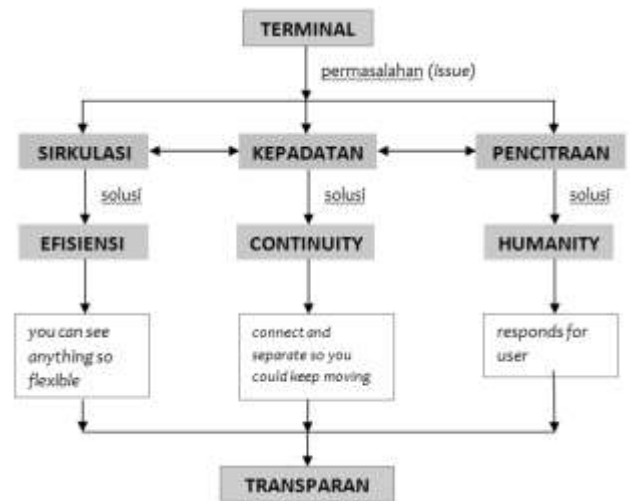 TERMINAL
permasalahan (issue)
SIRKULASI
KEPADATAN
PENCITRAAN
solusi
solusi
solusi
EFISIENSI
CONTINUITY
HUMANITY
you can see
anything so
flexible
connect and
separate so you
could keep moving
responds for
user
TRANSPARAN